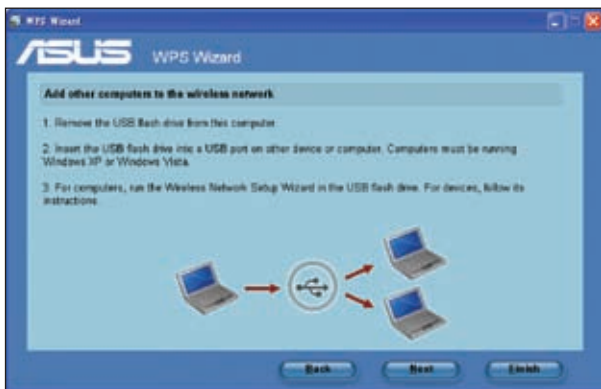 WPS Wizard
ASUS WPS Wizard
Add other computers to the wireless network
1. Remove the USB flash drive from this computer.
2. Insert the USB flash drive into a USB port on other device or computer. Computers must be running
Windows XP or Windows Vista.
3. For computers, run the Wireless Network Setup Wizard in the USB flash drive. For devices, follow its
instructions.
Back Next Finish